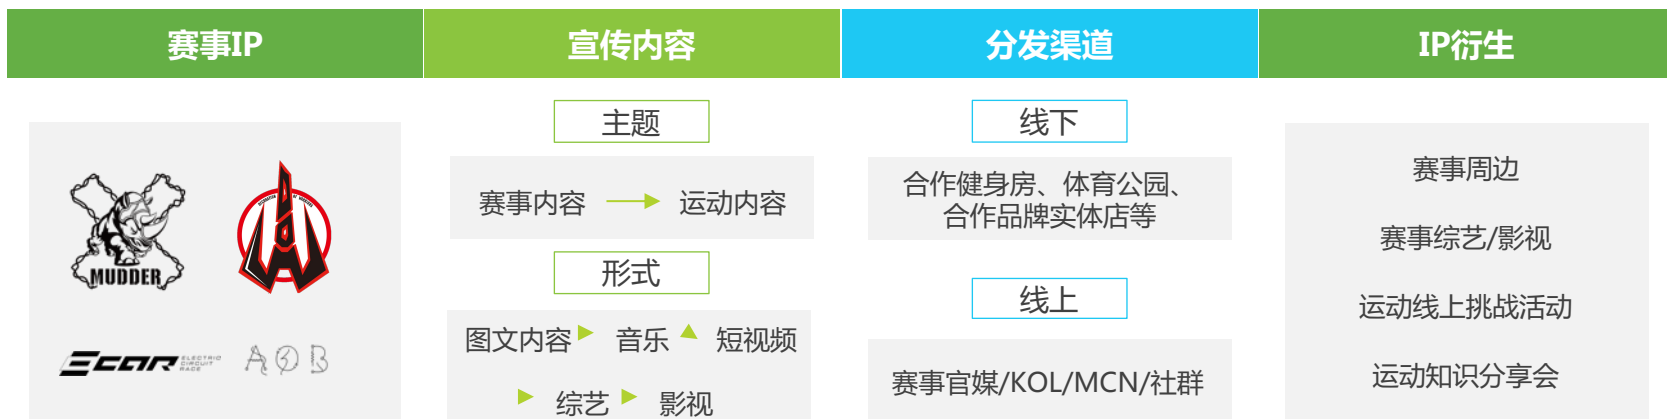 赛事IP
宣传内容
分发渠道
IP衍生
MUDDER
ECAR ELECTRIC
CIRCUIT
RACE
主题
赛事内容 运动内容
形式
图文内容 音乐 短视频
综艺 影视
线下
合作健身房、体育公园、
合作品牌实体店等
线上
赛事官媒/KOL/MCN/社群
赛事周边
赛事综艺/影视
运动线上挑战活动
运动知识分享会